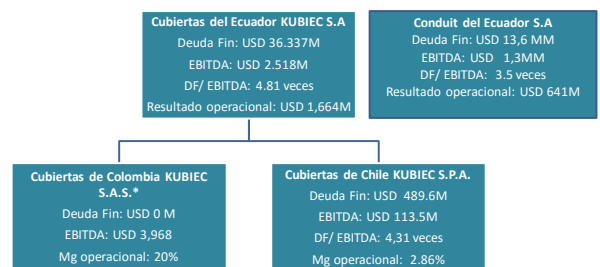 Cubiertas del Ecuador KUBIEC S.A
Deuda Fin: USD 36.337M
EBITDA: USD 2.518M
DF/ EBITDA: 4.81 veces
Resultado operacional: USD 1,664M
Conduit del Ecuador S.A
Deuda Fin: USD 13,6 MM
EBITDA: USD 1,3MM
DF/ EBITDA: 3.5 veces
Resultado operacional: USD 641M
Cubiertas de Colombia KUBIEC
S.A.S.*
Deuda Fin: USD 0 M
EBITDA: USD 3,968
Mg operacional: 20%
Cubiertas de Chile KUBIEC S.P.A.
Deuda Fin: USD 489.6M
EBITDA: USD 113.5M
DF/ EBITDA: 4,31 veces
Mg operacional: 2.86%